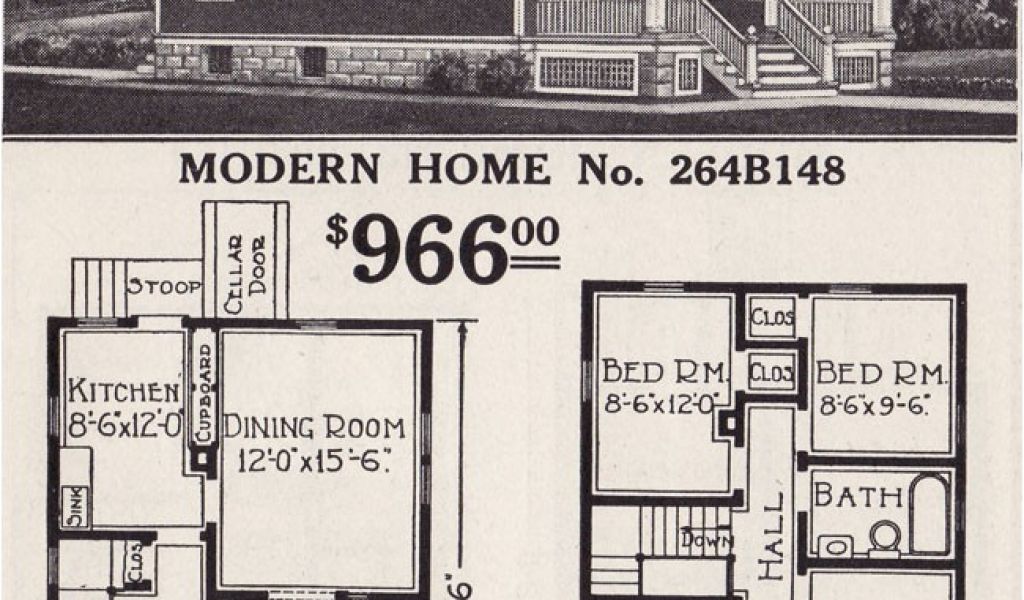 MODERN HOME No. 264B148
$966 00
CELLAR
DOOR
STOOP
KITCHEN
8'-6"x12'-0
CUPBOARD
DINING ROOM
12'-0"x15'-6"
SINK
CLOS
6"
BED RM.
8'-6"x12'-0"
CLOS
CLOS
BED RM.
8'-6"x9'-6"
BATH
DOWN
HALL